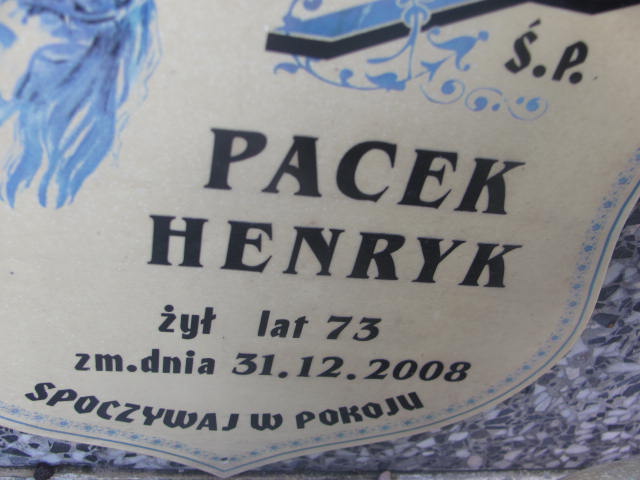 Ś.P.
PACEK
HENRYK
żył lat 73
zm.dnia 31.12.2008
SPOCZYWAJ W POKOJU